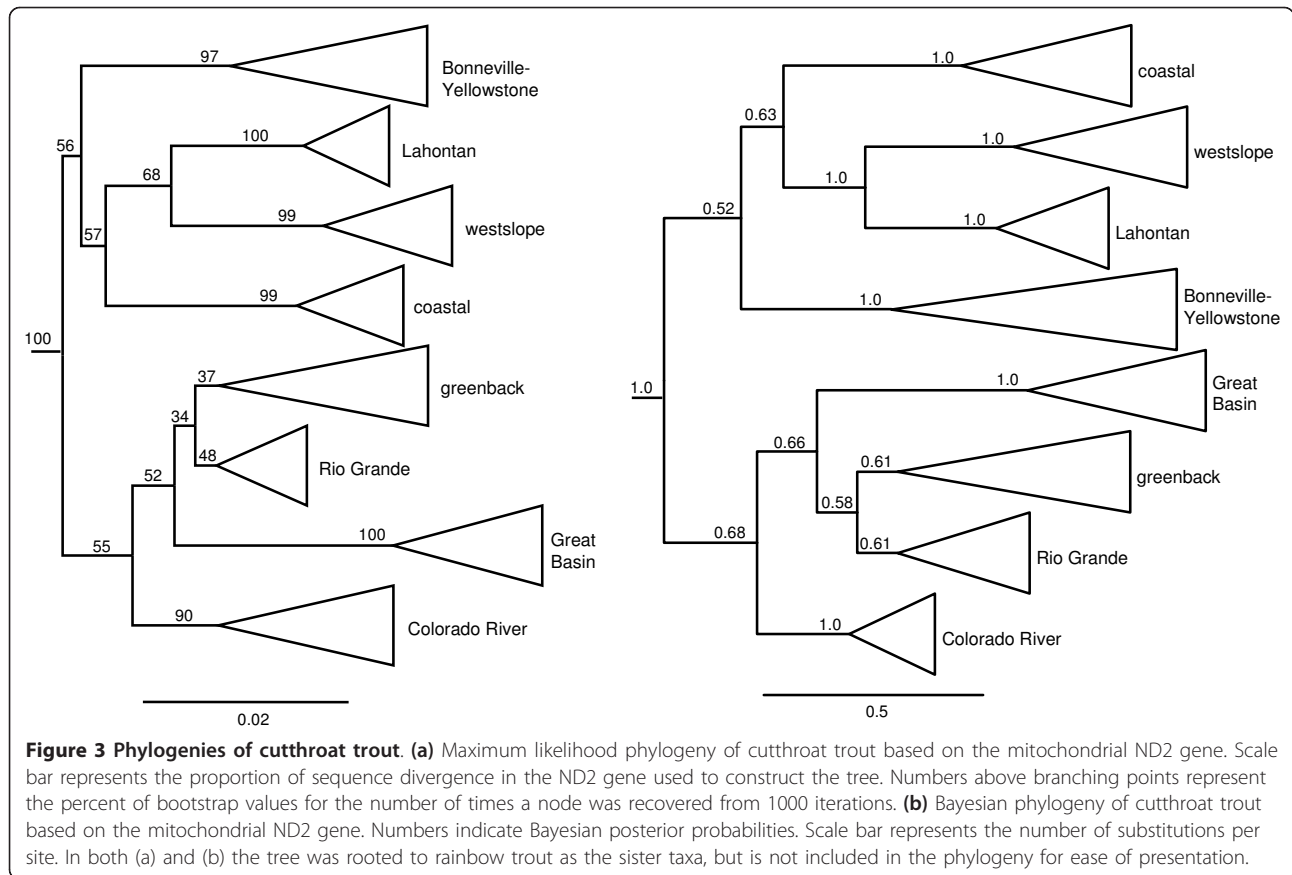 97
Bonneville-
Yellowstone
56
100
Lahontan
68
99
westslope
57
99
coastal
100
37
greenback
34
48
Rio Grande
52
100
Great
Basin
55
90
Colorado River
0.02
1.0
coastal
0.63
1.0
westslope
1.0
1.0
Lahontan
0.52
1.0
Bonneville-
Yellowstone
1.0
1.0
Great
Basin
0.66
0.61
greenback
0.58
0.61
Rio Grande
0.68
1.0
Colorado River
0.5
Figure 3 Phylogenies of cutthroat trout. (a) Maximum likelihood phylogeny of cutthroat trout based on the mitochondrial ND2 gene. Scale
bar represents the proportion of sequence divergence in the ND2 gene used to construct the tree. Numbers above branching points represent
the percent of bootstrap values for the number of times a node was recovered from 1000 iterations. (b) Bayesian phylogeny of cutthroat trout
based on the mitochondrial ND2 gene. Numbers indicate Bayesian posterior probabilities. Scale bar represents the number of substitutions per
site. In both (a) and (b) the tree was rooted to rainbow trout as the sister taxa, but is not included in the phylogeny for ease of presentation.